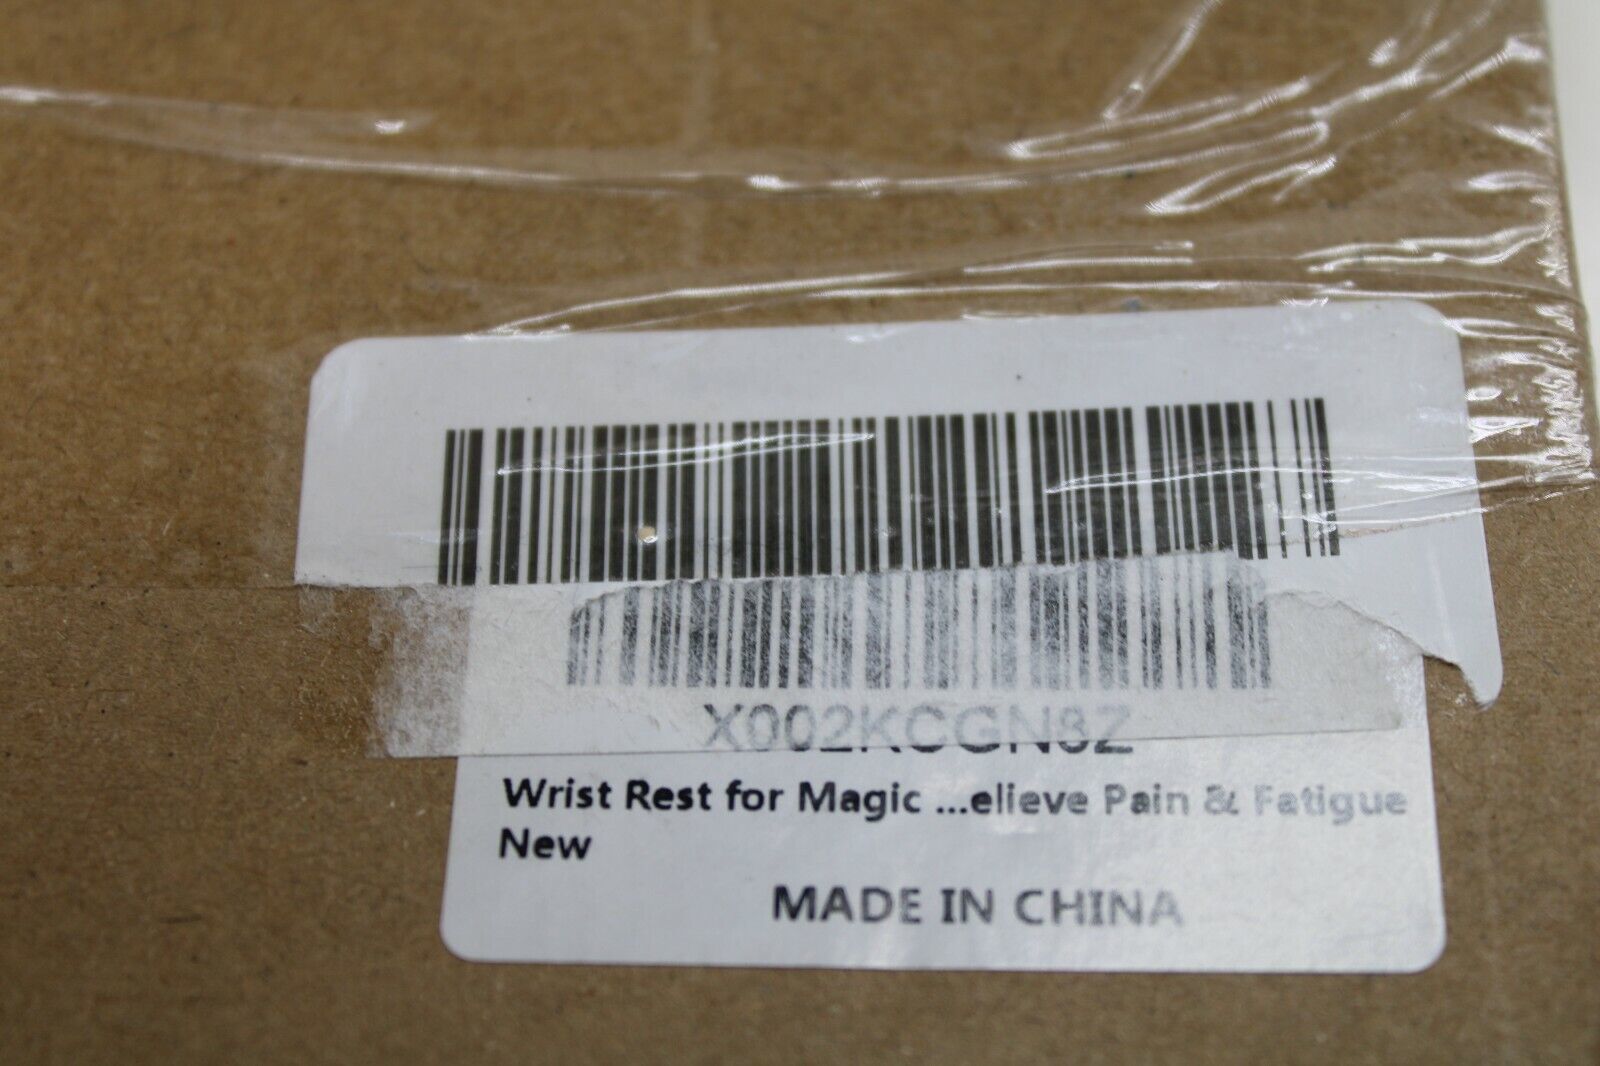 X002KCGN8Z
Wrist Rest for Magic ...elieve Pain & Fatigue
New
MADE IN CHINA